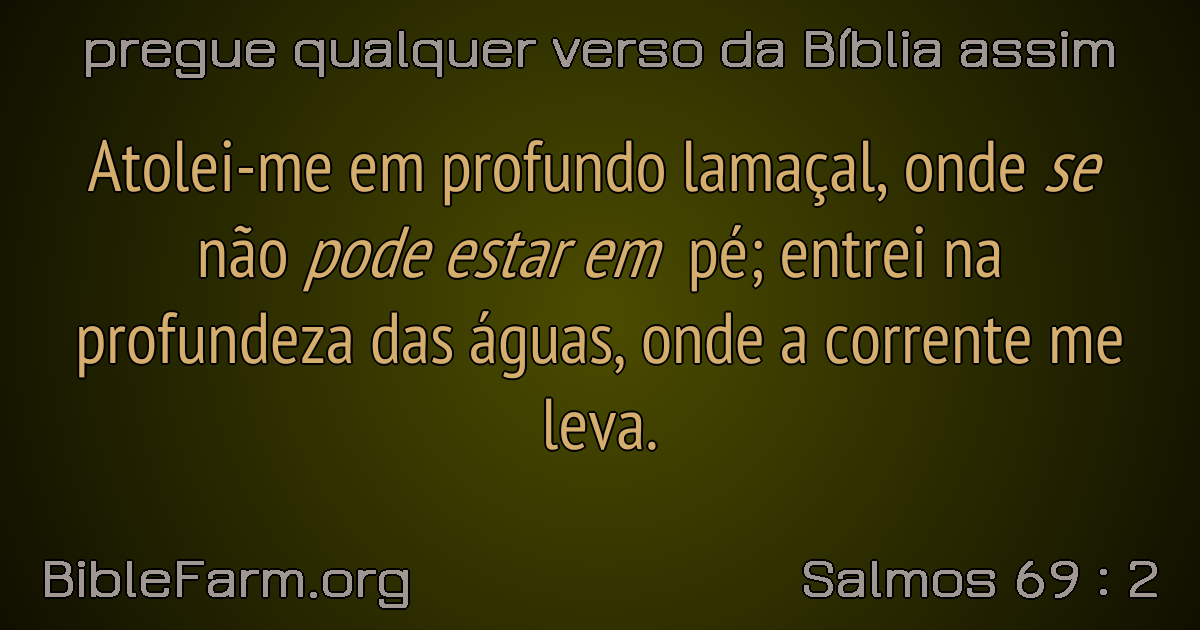 pregue qualquer verso da Bíblia assim
Atolei-me em profundo lamaçal, onde se
não pode estar em pé; entrei na
profundeza das águas, onde a corrente me
leva.
BibleFarm.org
Salmos 69 : 2